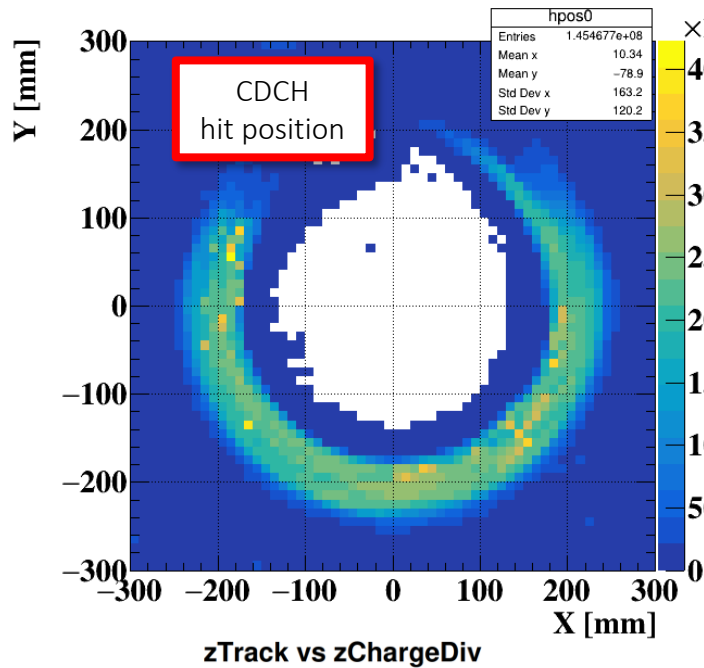 hpos0
Entries 1.454677e+08
Mean x 10.34
Mean y −78.9
Std Dev x 163.2
Std Dev y 120.2
CDCH
hit position
Y [mm]
300
200
100
0
−100
−200
−300
−300 −200 −100 0 100 200 300
X [mm]
0
zTrack vs zChargeDiv